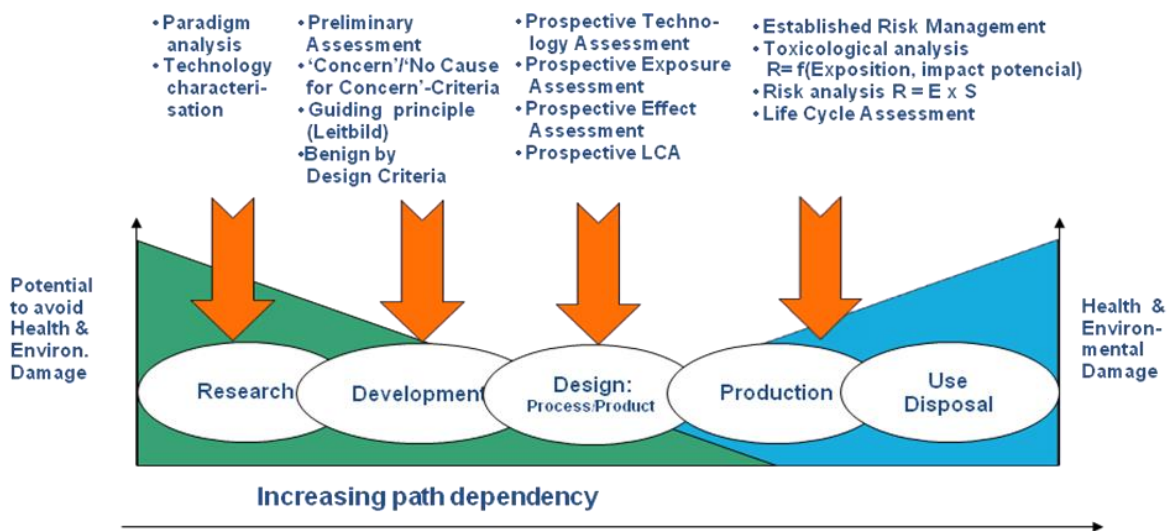 • Paradigm
analysis
• Technology
characteri-
sation
• Preliminary
Assessment
• ‘Concern’/‘No Cause
for Concern’-Criteria
• Guiding principle
(Leitbild)
• Benign by
Design Criteria
• Prospective Techno-
logy Assessment
• Prospective Exposure
Assessment
• Prospective Effect
Assessment
• Prospective LCA
• Established Risk Management
• Toxicological analysis
R= f(Exposition, impact potencial)
• Risk analysis R = E x S
• Life Cycle Assessment
Potential
to avoid
Health &
Environ.
Damage
Research
Development
Design:
Process/Product
Production
Use
Disposal
Health &
Environ-
mental
Damage
Increasing path dependency